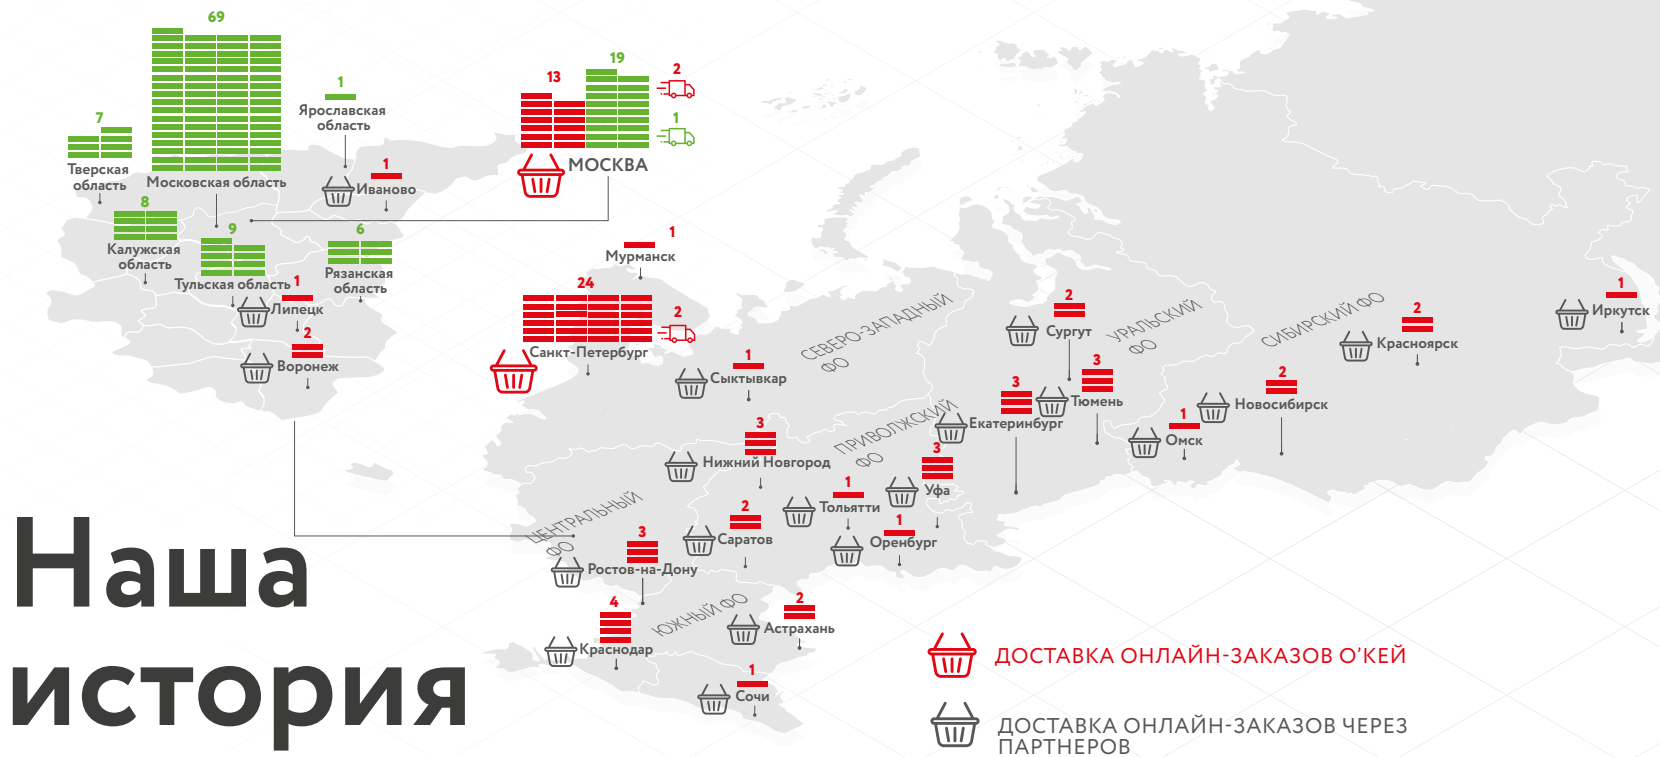 69
1
Ярославская
область
7
Тверская
область
Московская область
1
Иваново
13
19
2
1
МОСКВА
8
Калужская
область
9
Тульская область
6
Рязанская
область
1
Липецк
2
Воронеж
1
Мурманск
24
2
Санкт-Петербург
1
Сыктывкар
СЕВЕРО-ЗАПАДНЫЙ
ФО
2
Сургут
УРАЛЬСКИЙ
ФО
СИБИРСКИЙ ФО
2
Красноярск
1
Иркутск
3
Тюмень
3
Екатеринбург
2
Новосибирск
1
Омск
3
Нижний Новгород
ПРИВОЛЖСКИЙ
ФО
3
Уфа
1
Тольятти
1
Оренбург
2
Саратов
ЦЕНТРАЛЬНЫЙ
ФО
3
Ростов-на-Дону
4
Краснодар
ЮЖНЫЙ ФО
2
Астрахань
1
Сочи
Наша
история
ДОСТАВКА ОНЛАЙН-ЗАКАЗОВ О’КЕЙ
ДОСТАВКА ОНЛАЙН-ЗАКАЗОВ ЧЕРЕЗ
ПАРТНЕРОВ